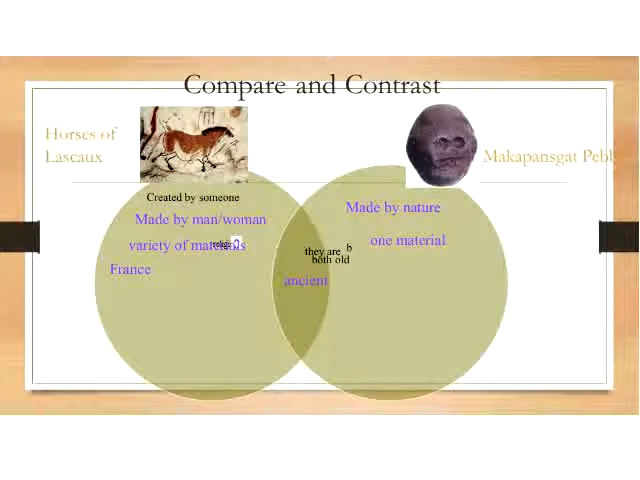 Compare and Contrast
Horses of
Lascaux
Makapansgat Pebb
Created by someone
Made by man/woman
variety of materials
France
they are b
both old
ancient
Made by nature
one material